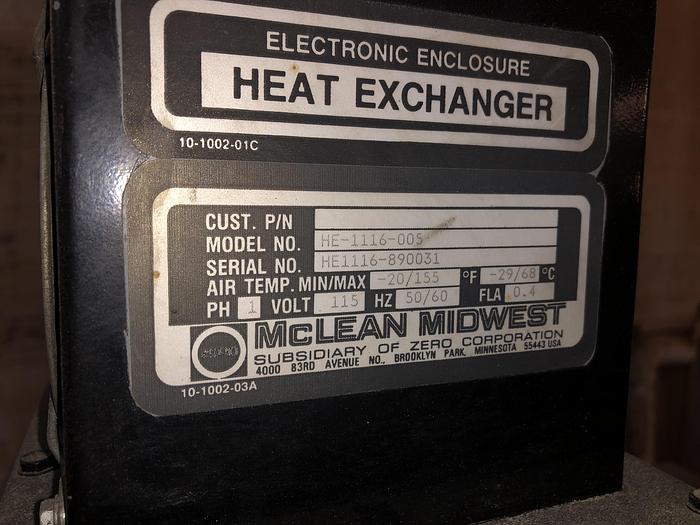 ELECTRONIC ENCLOSURE
HEAT EXCHANGER
10-1002-01C
CUST. P/N
MODEL NO. HE-1116-005
SERIAL NO. HE1116-890031
AIR TEMP. MIN/MAX -20/155 °F -29/68 °C
PH 1 VOLT 115 HZ 50/60 FLA 0.4
McLEAN MIDWEST
SUBSIDIARY OF ZERO CORPORATION
4000 83RD AVENUE NO., BROOKLYN PARK, MINNESOTA 55443 USA
10-1002-03A